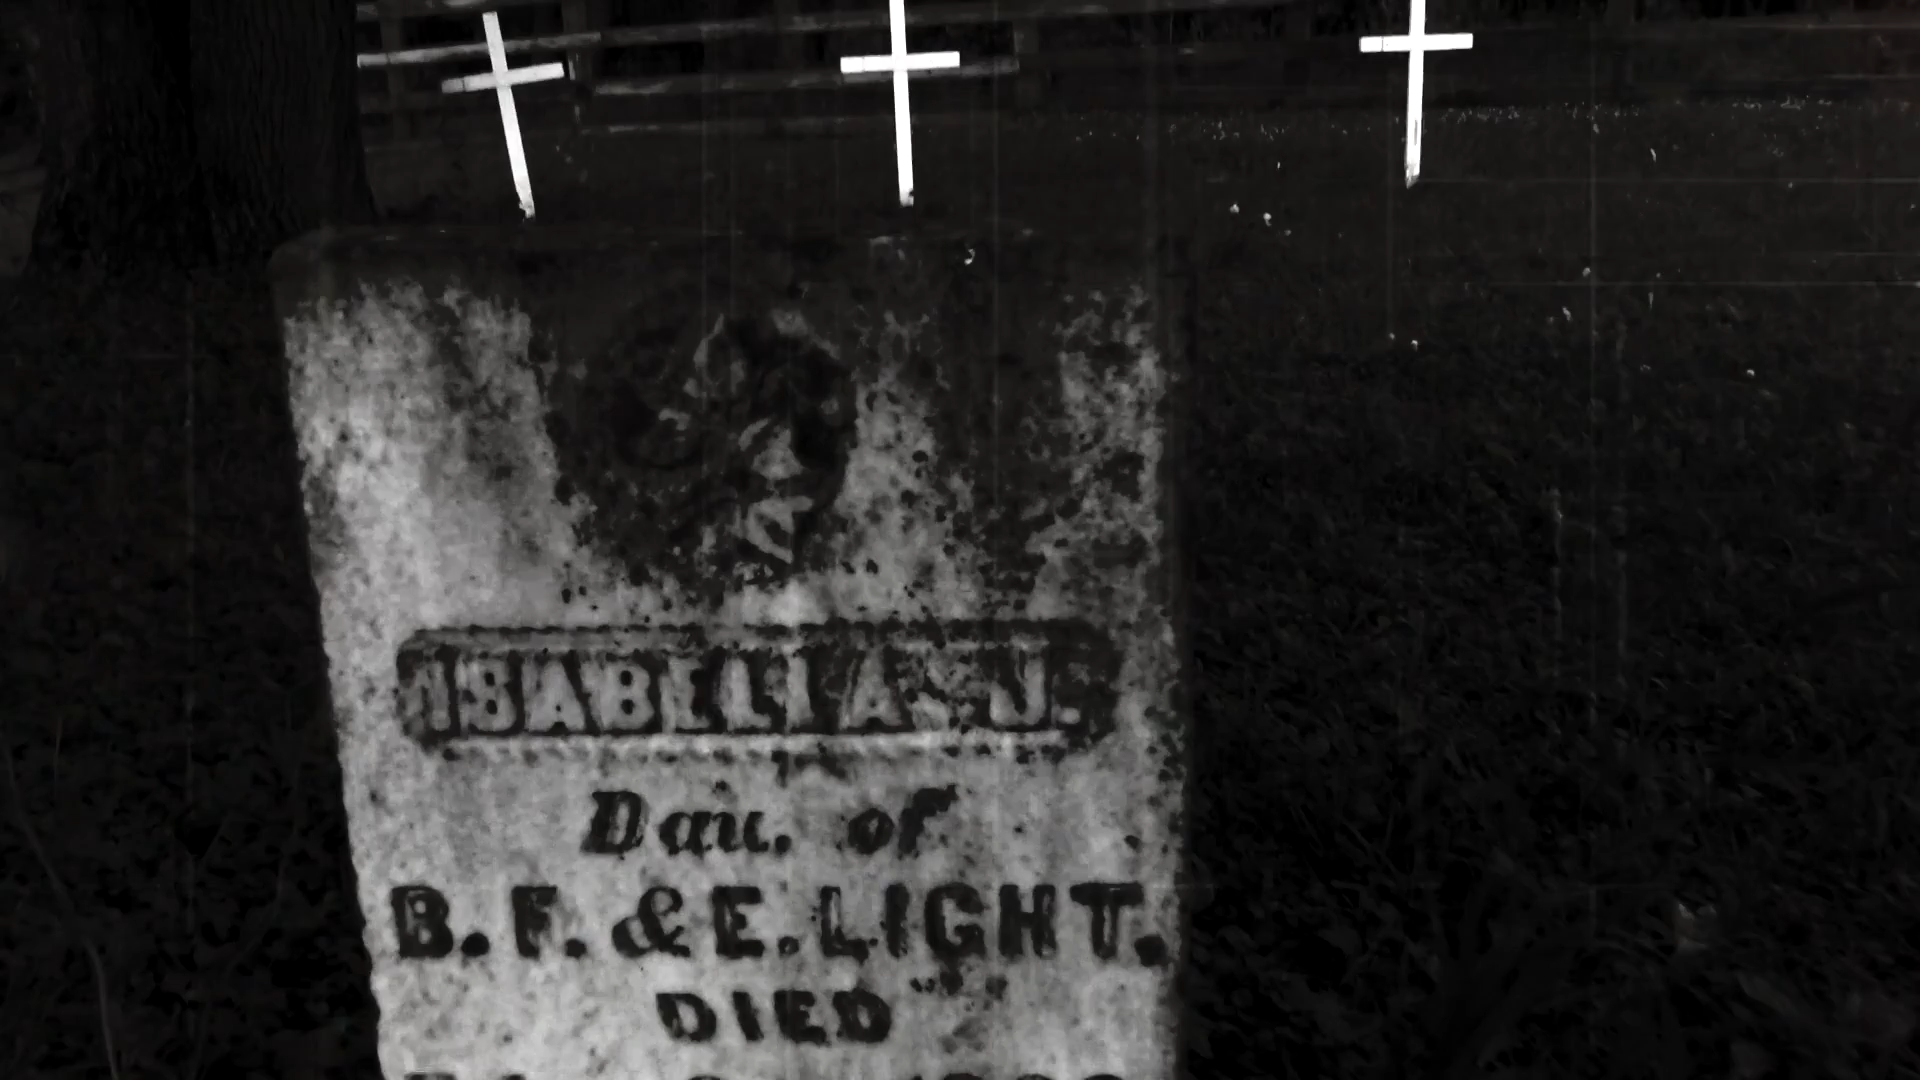 ISABELLA J.
Dau. of
B. F. & E. LIGHT.
DIED